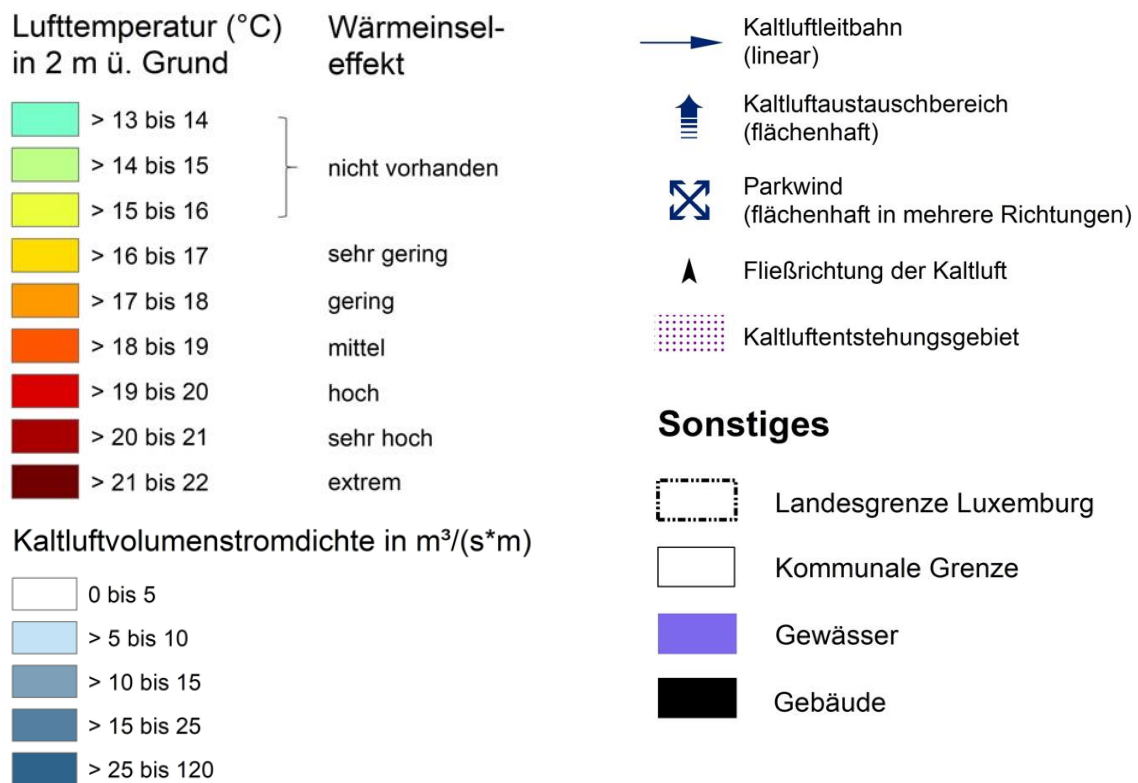 Lufttemperatur (°C)
in 2 m ü. Grund
Wärmeinsel-
effekt
> 13 bis 14
> 14 bis 15
nicht vorhanden
> 15 bis 16
> 16 bis 17
sehr gering
> 17 bis 18
gering
> 18 bis 19
mittel
> 19 bis 20
hoch
> 20 bis 21
sehr hoch
> 21 bis 22
extrem
Kaltluftvolumenstromdichte in m³/(s*m)
0 bis 5
> 5 bis 10
> 10 bis 15
> 15 bis 25
> 25 bis 120
Kaltluftleitbahn
(linear)
Kaltluftaustauschbereich
(flächenhaft)
Parkwind
(flächenhaft in mehrere Richtungen)
Fließrichtung der Kaltluft
Kaltluftentstehungsgebiet
Sonstiges
Landesgrenze Luxemburg
Kommunale Grenze
Gewässer
Gebäude